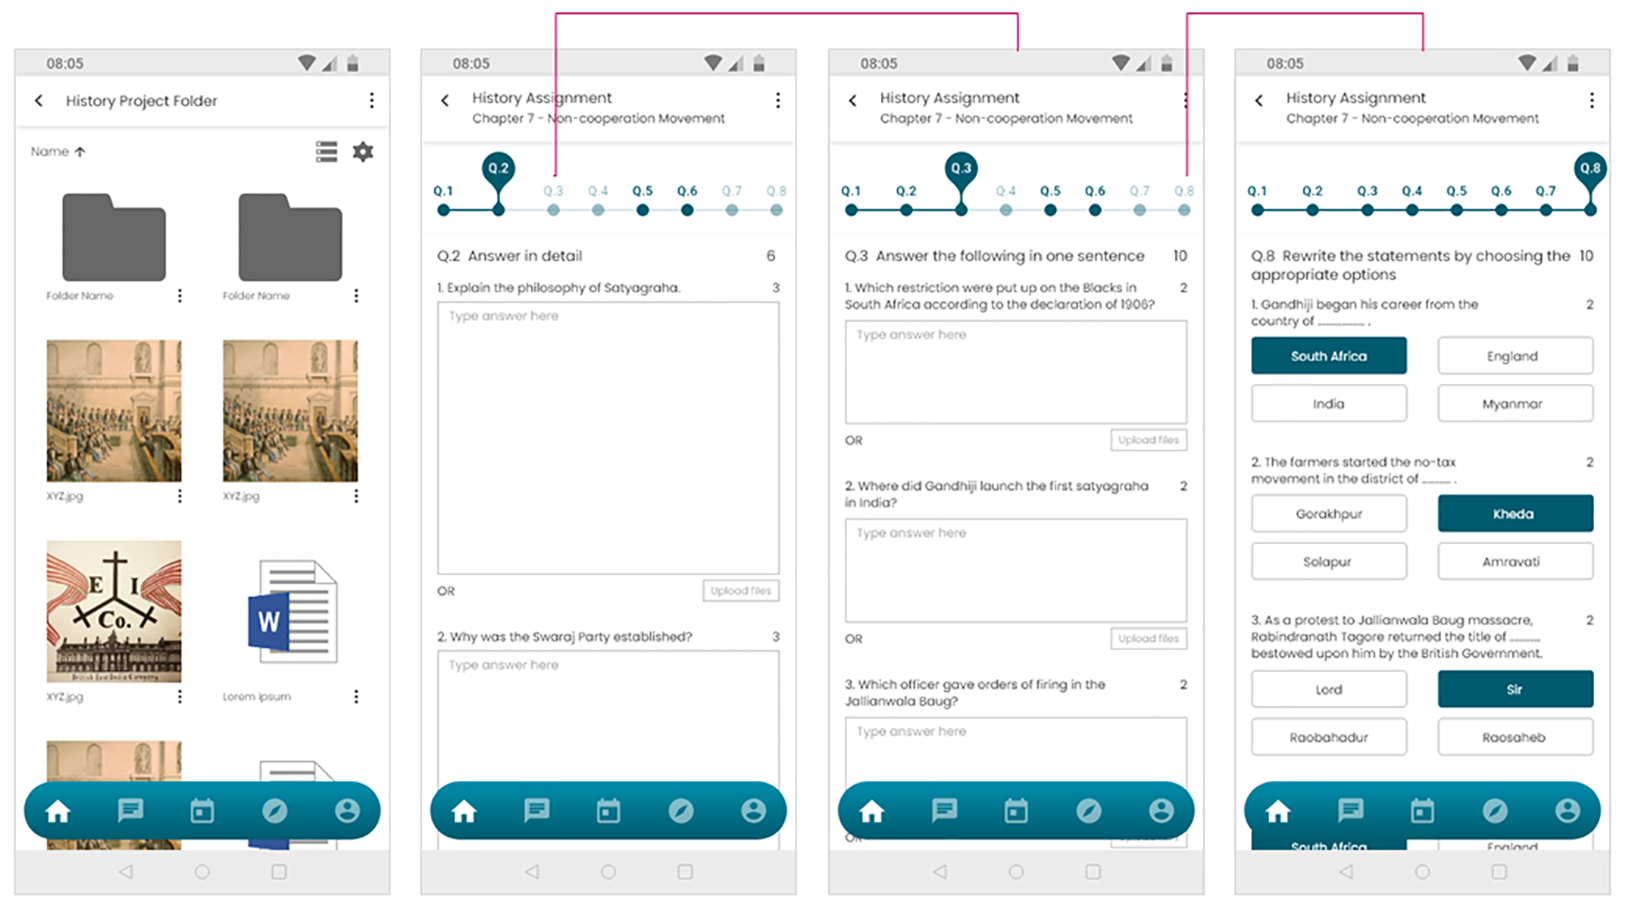 08:05
History Project Folder
Name
Folder Name
Folder Name
XYZ.jpg
XYZ.jpg
E I
Co.
British East India Company
W
XYZ.jpg
Lorem ipsum
W
08:05
History Assignment
Chapter 7 - Non-cooperation Movement
Q.2
Q.1 Q.3 Q.4 Q.5 Q.6 Q.7 Q.8
Q.2 Answer in detail 6
1. Explain the philosophy of Satyagraha. 3
Type answer here
OR Upload files
2. Why was the Swaraj Party established? 3
Type answer here
08:05
History Assignment
Chapter 7 - Non-cooperation Movement
Q.3
Q.1 Q.2 Q.4 Q.5 Q.6 Q.7 Q.8
Q.3 Answer the following in one sentence 10
1. Which restriction were put up on the Blacks in 2
South Africa according to the declaration of 1906?
Type answer here
OR Upload files
2. Where did Gandhiji launch the first satyagraha 2
in India?
Type answer here
OR Upload files
3. Which officer gave orders of firing in the 2
Jallianwala Baug?
Type answer here
OR Upload files
08:05
History Assignment
Chapter 7 - Non-cooperation Movement
Q.8
Q.1 Q.2 Q.3 Q.4 Q.5 Q.6 Q.7
Q.8 Rewrite the statements by choosing the 10
appropriate options
1. Gandhiji began his career from the 2
country of .................. .
South Africa England
India Myanmar
2. The farmers started the no-tax 2
movement in the district of ........... .
Gorakhpur Kheda
Solapur Amravati
3. As a protest to Jallianwala Baug massacre, 2
Rabindranath Tagore returned the title of ............
bestowed upon him by the British Government.
Lord Sir
Raobahadur Raosaheb
South Africa England